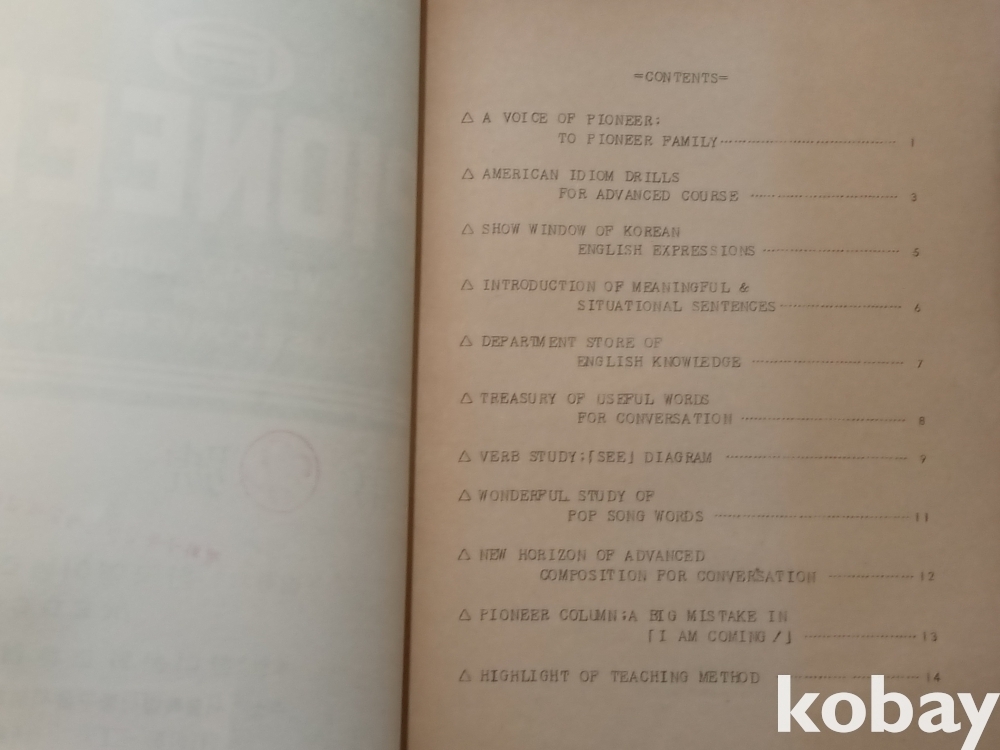 =CONTENTS=
△ A VOICE OF PIONEER:
TO PIONEER FAMILY 1
△ AMERICAN IDIOM DRILLS
FOR ADVANCED COURSE 3
△ SHOW WINDOW OF KOREAN
ENGLISH EXPRESSIONS 5
△ INTRODUCTION OF MEANINGFUL &
SITUATIONAL SENTENCES 6
△ DEPARTMENT STORE OF
ENGLISH KNOWLEDGE 7
△ TREASURY OF USEFUL WORDS
FOR CONVERSATION 8
△ VERB STUDY;「SEE」 DIAGRAM 9
△ WONDERFUL STUDY OF
POP SONG WORDS 11
△ NEW HORIZON OF ADVANCED
COMPOSITION FOR CONVERSATION 12
△ PIONEER COLUMN;A BIG MISTAKE IN
「I AM COMING!」 13
△ HIGHLIGHT OF TEACHING METHOD 14
kobay